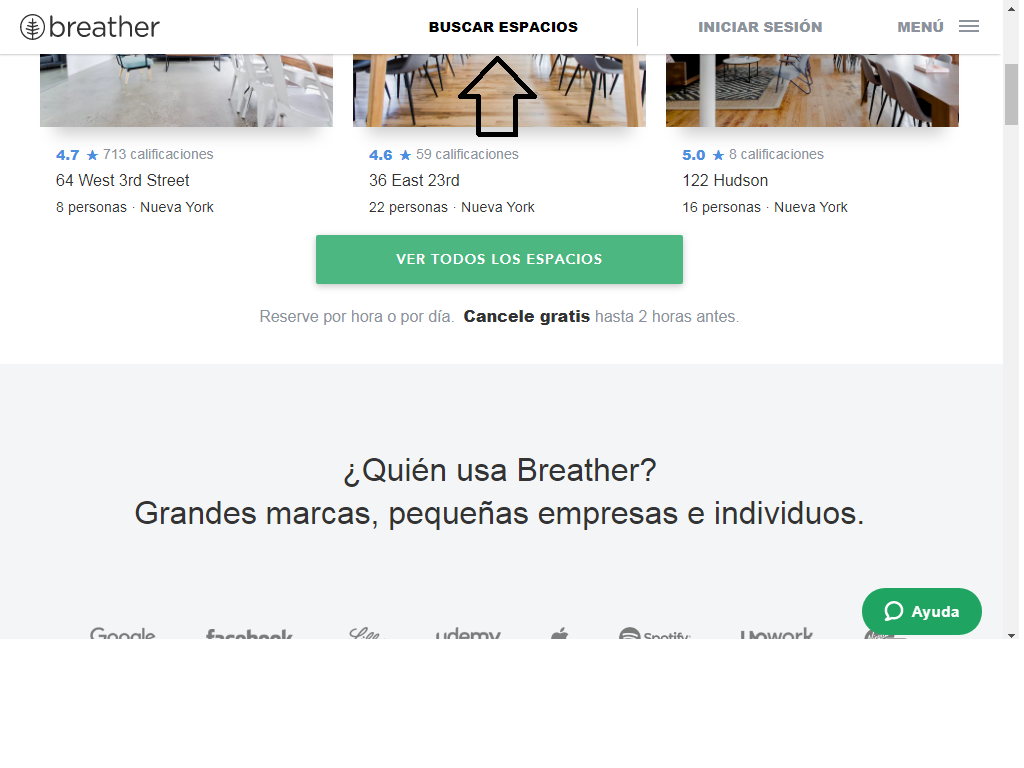 breather
BUSCAR ESPACIOS
INICIAR SESIÓN
MENÚ
4.7 ★ 713 calificaciones
64 West 3rd Street
8 personas · Nueva York
4.6 ★ 59 calificaciones
36 East 23rd
22 personas · Nueva York
5.0 ★ 8 calificaciones
122 Hudson
16 personas · Nueva York
VER TODOS LOS ESPACIOS
Reserve por hora o por día. Cancele gratis hasta 2 horas antes.
¿Quién usa Breather?
Grandes marcas, pequeñas empresas e individuos.
Ayuda
Google facebook udemy Spotify upwork